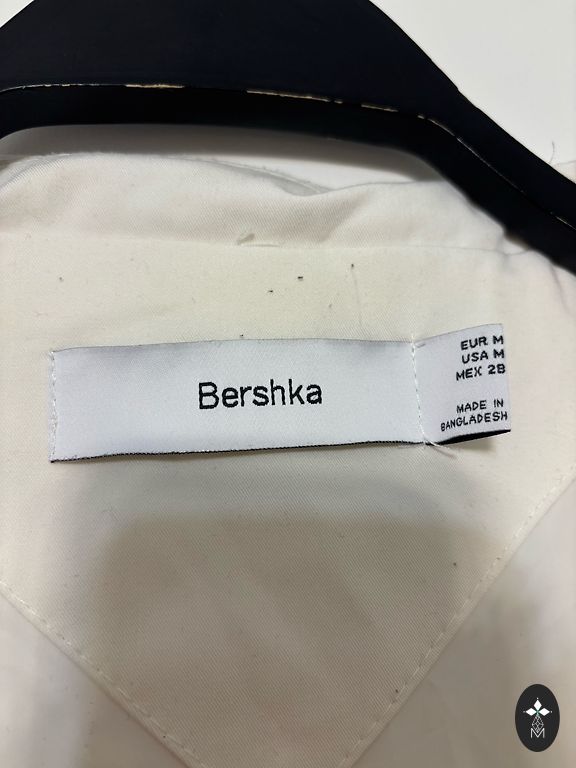 Bershka
EUR M
USA M
MEX 28
MADE IN
BANGLADESH
M